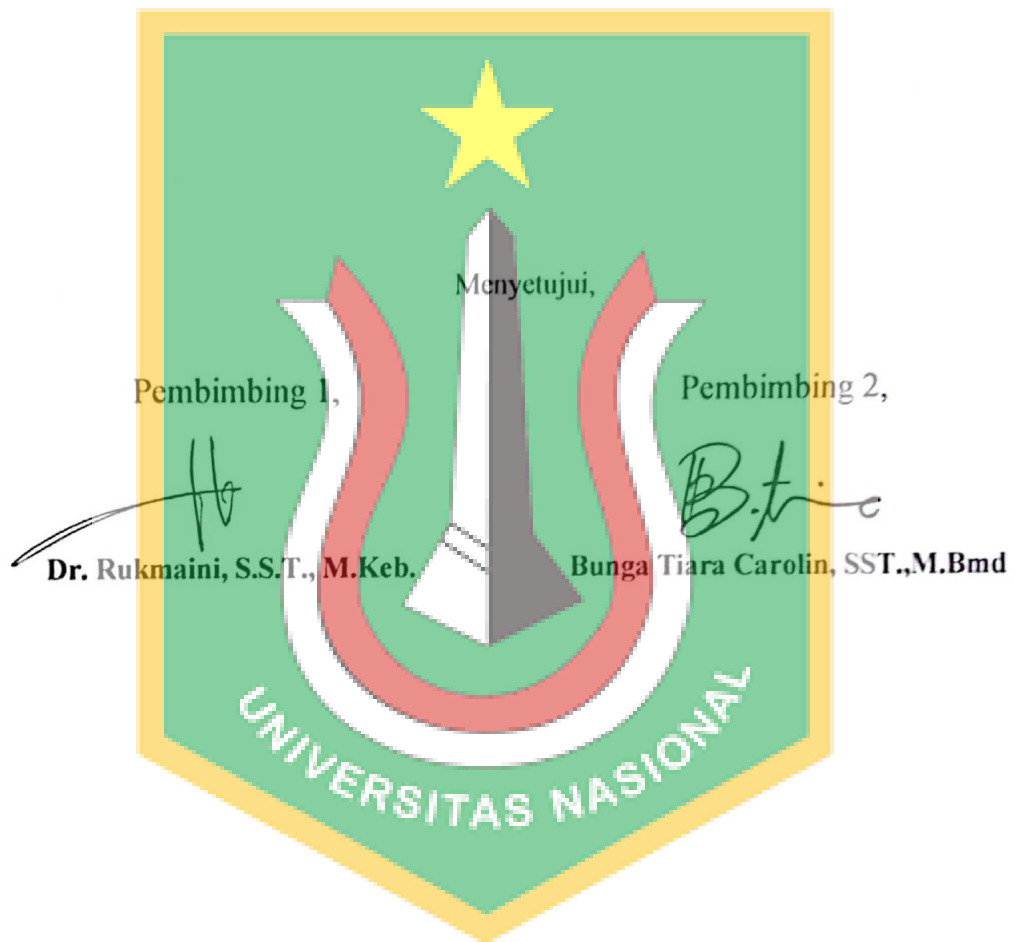 Menyetujui,
Pembimbing 1,
Pembimbing 2,
Dr. Rukmaini, S.S.T., M.Keb.
Bunga Tiara Carolin, SST.,M.Bmd
UNIVERSITAS NASIONAL